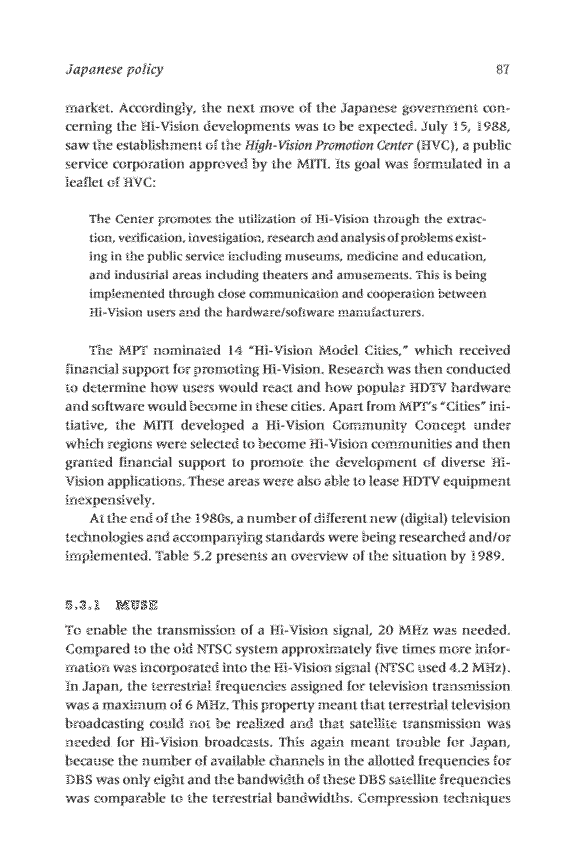 Japanese policy 87
market. Accordingly, the next move of the Japanese government con-
cerning the Hi-Vision developments was to be expected. July 15, 1988,
saw the establishment of the High-Vision Promotion Center (HVC), a public
service corporation approved by the MITI. Its goal was formulated in a
leaflet of HVC:
The Center promotes the utilization of Hi-Vision through the extrac-
tion, verification, investigation, research and analysis of problems exist-
ing in the public service including museums, medicine and education,
and industrial areas including theaters and amusements. This is being
implemented through close communication and cooperation between
Hi-Vision users and the hardware/software manufacturers.
The MPT nominated 14 “Hi-Vision Model Cities,” which received
financial support for promoting Hi-Vision. Research was then conducted
to determine how users would react and how popular HDTV hardware
and software would become in these cities. Apart from MPT’s “Cities” ini-
tiative, the MITI developed a Hi-Vision Community Concept under
which regions were selected to become Hi-Vision communities and then
granted financial support to promote the development of diverse Hi-
Vision applications. These areas were also able to lease HDTV equipment
inexpensively.
At the end of the 1980s, a number of different new (digital) television
technologies and accompanying standards were being researched and/or
implemented. Table 5.2 presents an overview of the situation by 1989.
5.3.1 MUSE
To enable the transmission of a Hi-Vision signal, 20 MHz was needed.
Compared to the old NTSC system approximately five times more infor-
mation was incorporated into the Hi-Vision signal (NTSC used 4.2 MHz).
In Japan, the terrestrial frequencies assigned for television transmission
was a maximum of 6 MHz. This property meant that terrestrial television
broadcasting could not be realized and that satellite transmission was
needed for Hi-Vision broadcasts. This again meant trouble for Japan,
because the number of available channels in the allotted frequencies for
DBS was only eight and the bandwidth of these DBS satellite frequencies
was comparable to the terrestrial bandwidths. Compression techniques